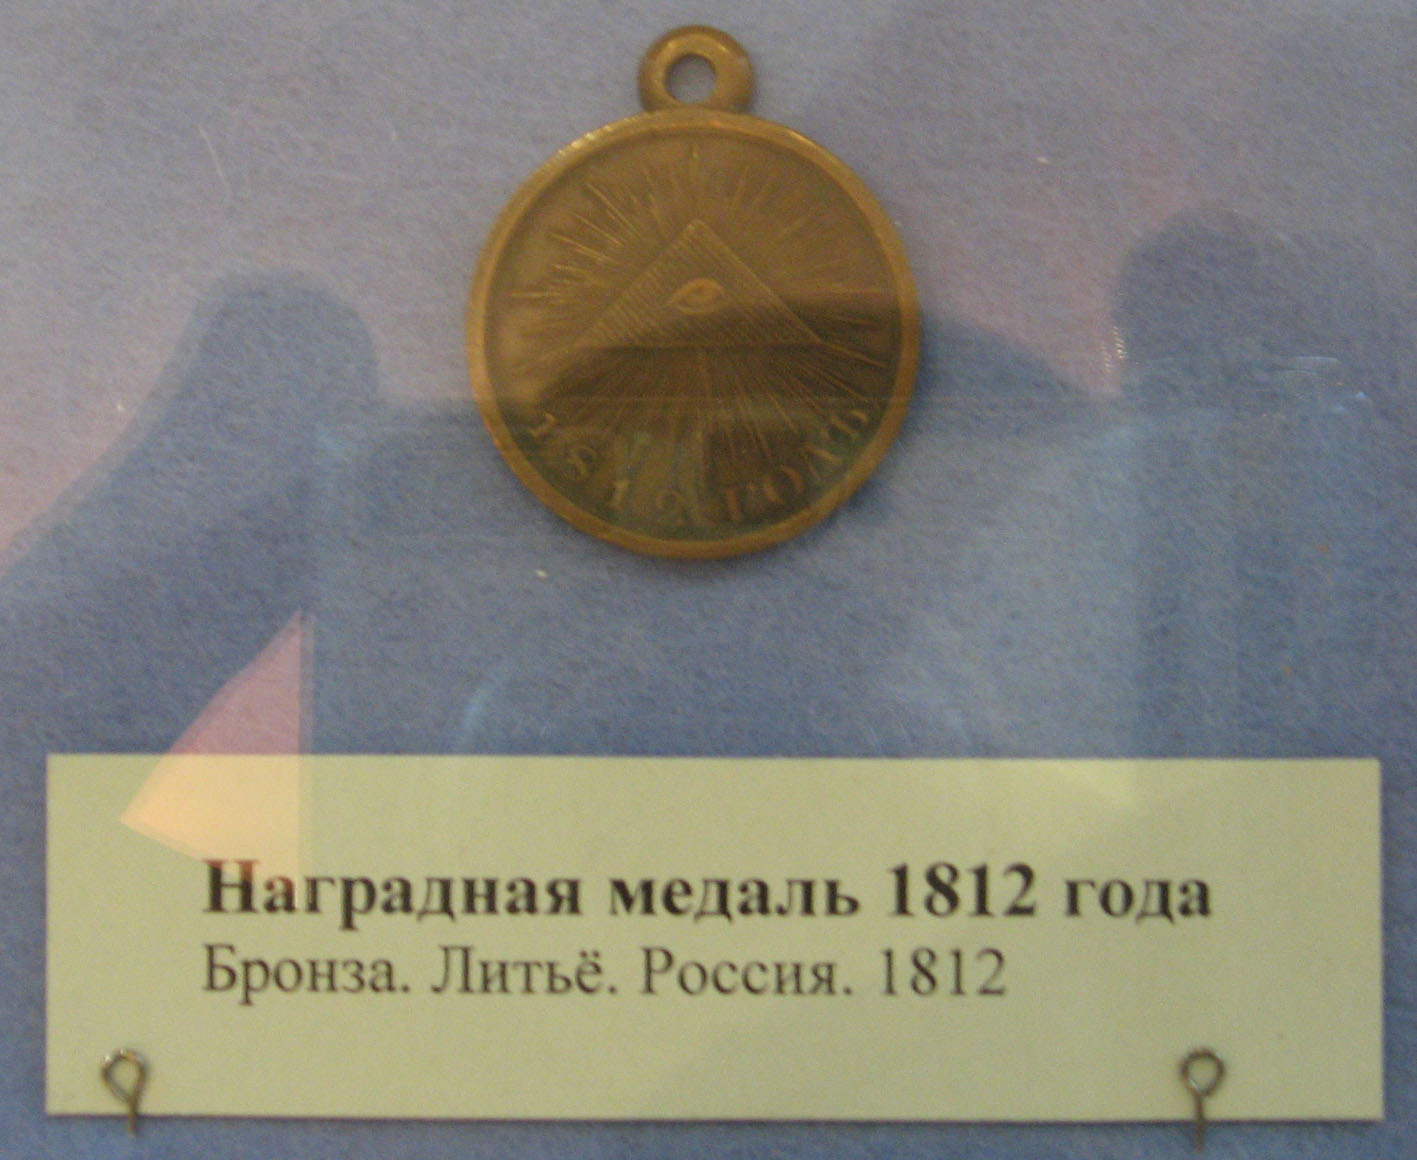 1812 ГОДЪ
Наградная медаль 1812 года
Бронза. Литьё. Россия. 1812